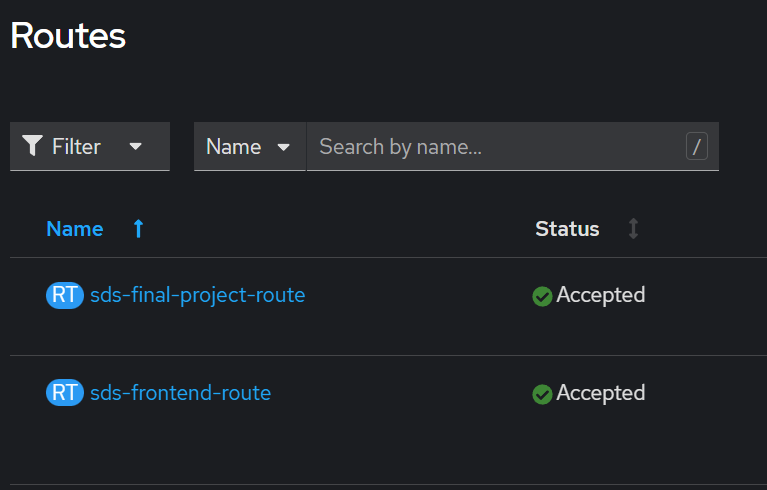 Routes
Filter Name Search by name... /
Name Status
RT sds-final-project-route Accepted
RT sds-frontend-route Accepted